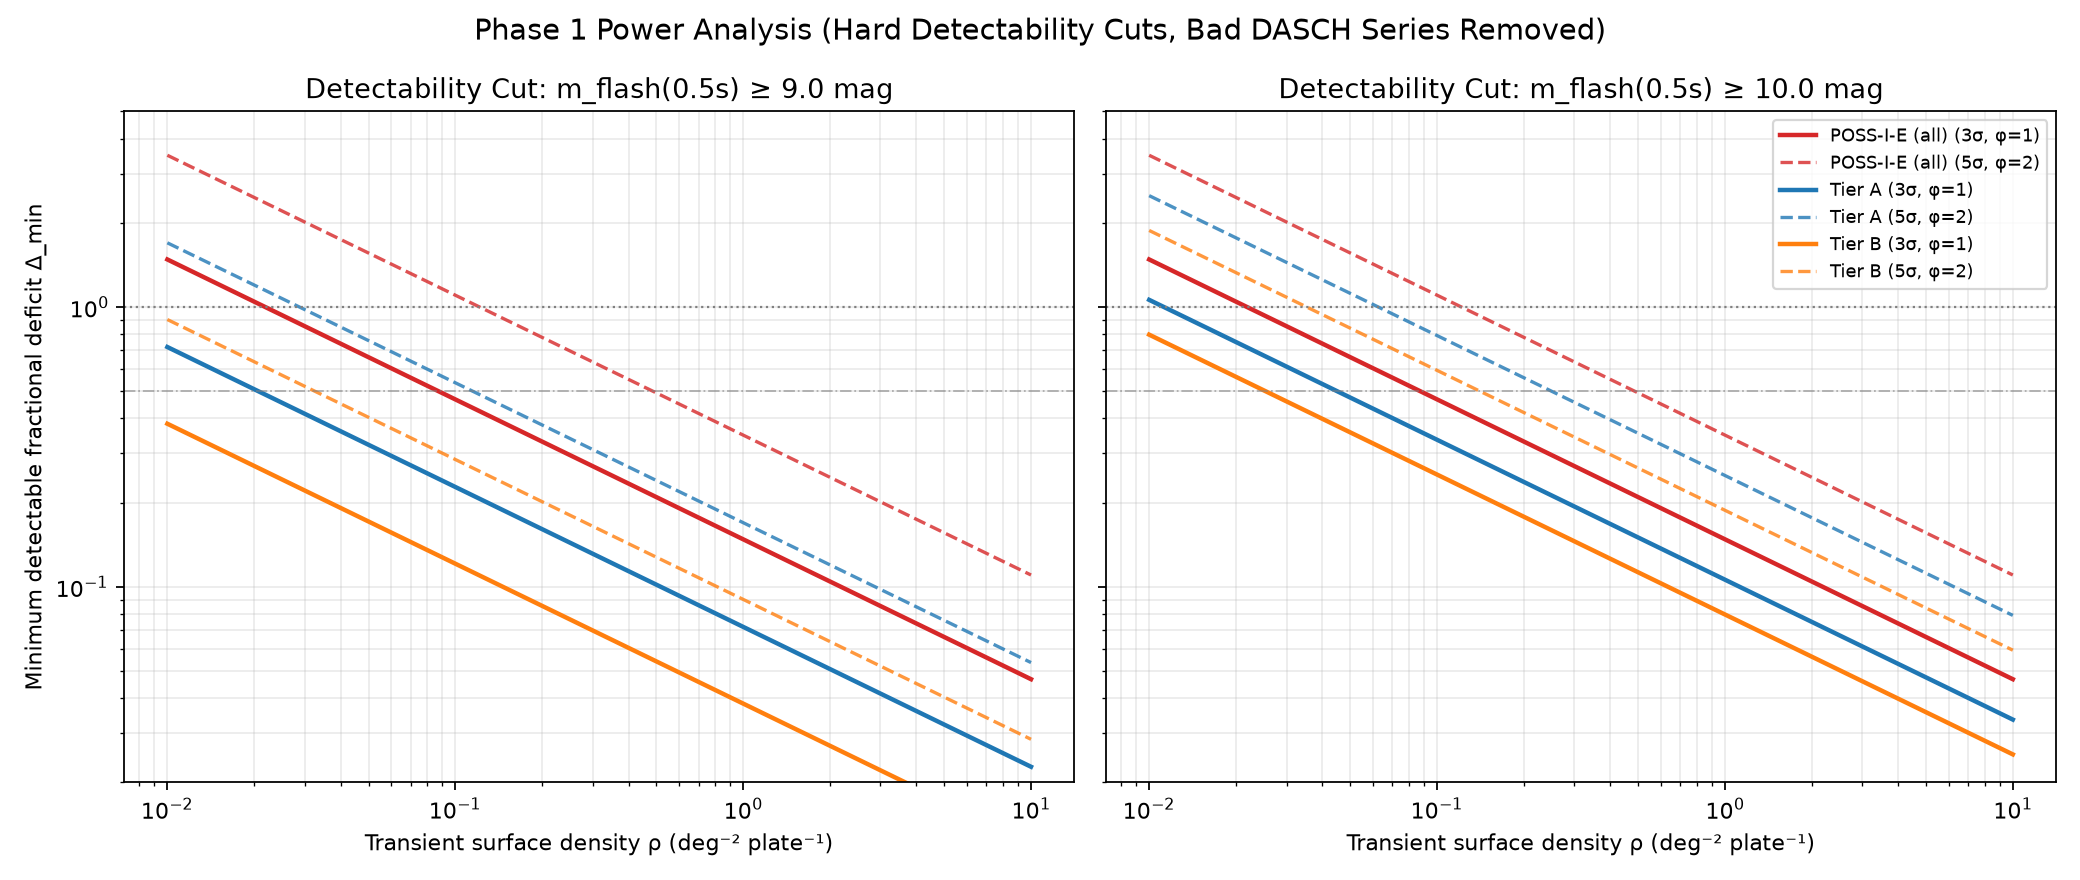 Phase 1 Power Analysis (Hard Detectability Cuts, Bad DASCH Series Removed)
Detectability Cut: m_flash(0.5s) ≥ 9.0 mag
Minimum detectable fractional deficit Δ_min
10⁰
10⁻¹
10⁻²
10⁻¹
10⁰
10¹
Transient surface density ρ (deg⁻² plate⁻¹)
Detectability Cut: m_flash(0.5s) ≥ 10.0 mag
POSS-I-E (all) (3σ, φ=1)
POSS-I-E (all) (5σ, φ=2)
Tier A (3σ, φ=1)
Tier A (5σ, φ=2)
Tier B (3σ, φ=1)
Tier B (5σ, φ=2)
10⁻²
10⁻¹
10⁰
10¹
Transient surface density ρ (deg⁻² plate⁻¹)